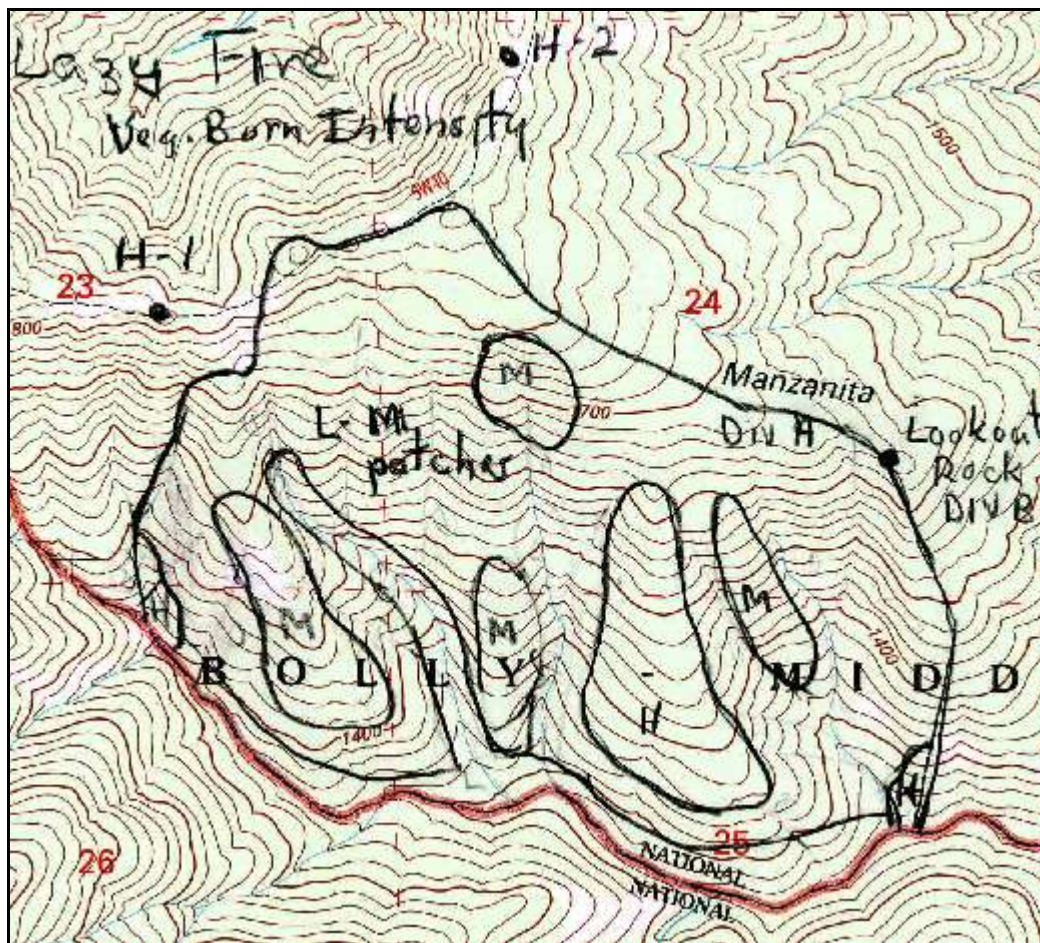 Lazy Fire
Veg. Burn Intensity
H-2
1500
H-1
23
24
800
Manzanita
M
700
L-M
patches
DIV A
Lookout
Rock
DIV B
H
M
M
M
1400
BOLLY - MIDD
H
1400
H
25
26
NATIONAL
NATIONAL